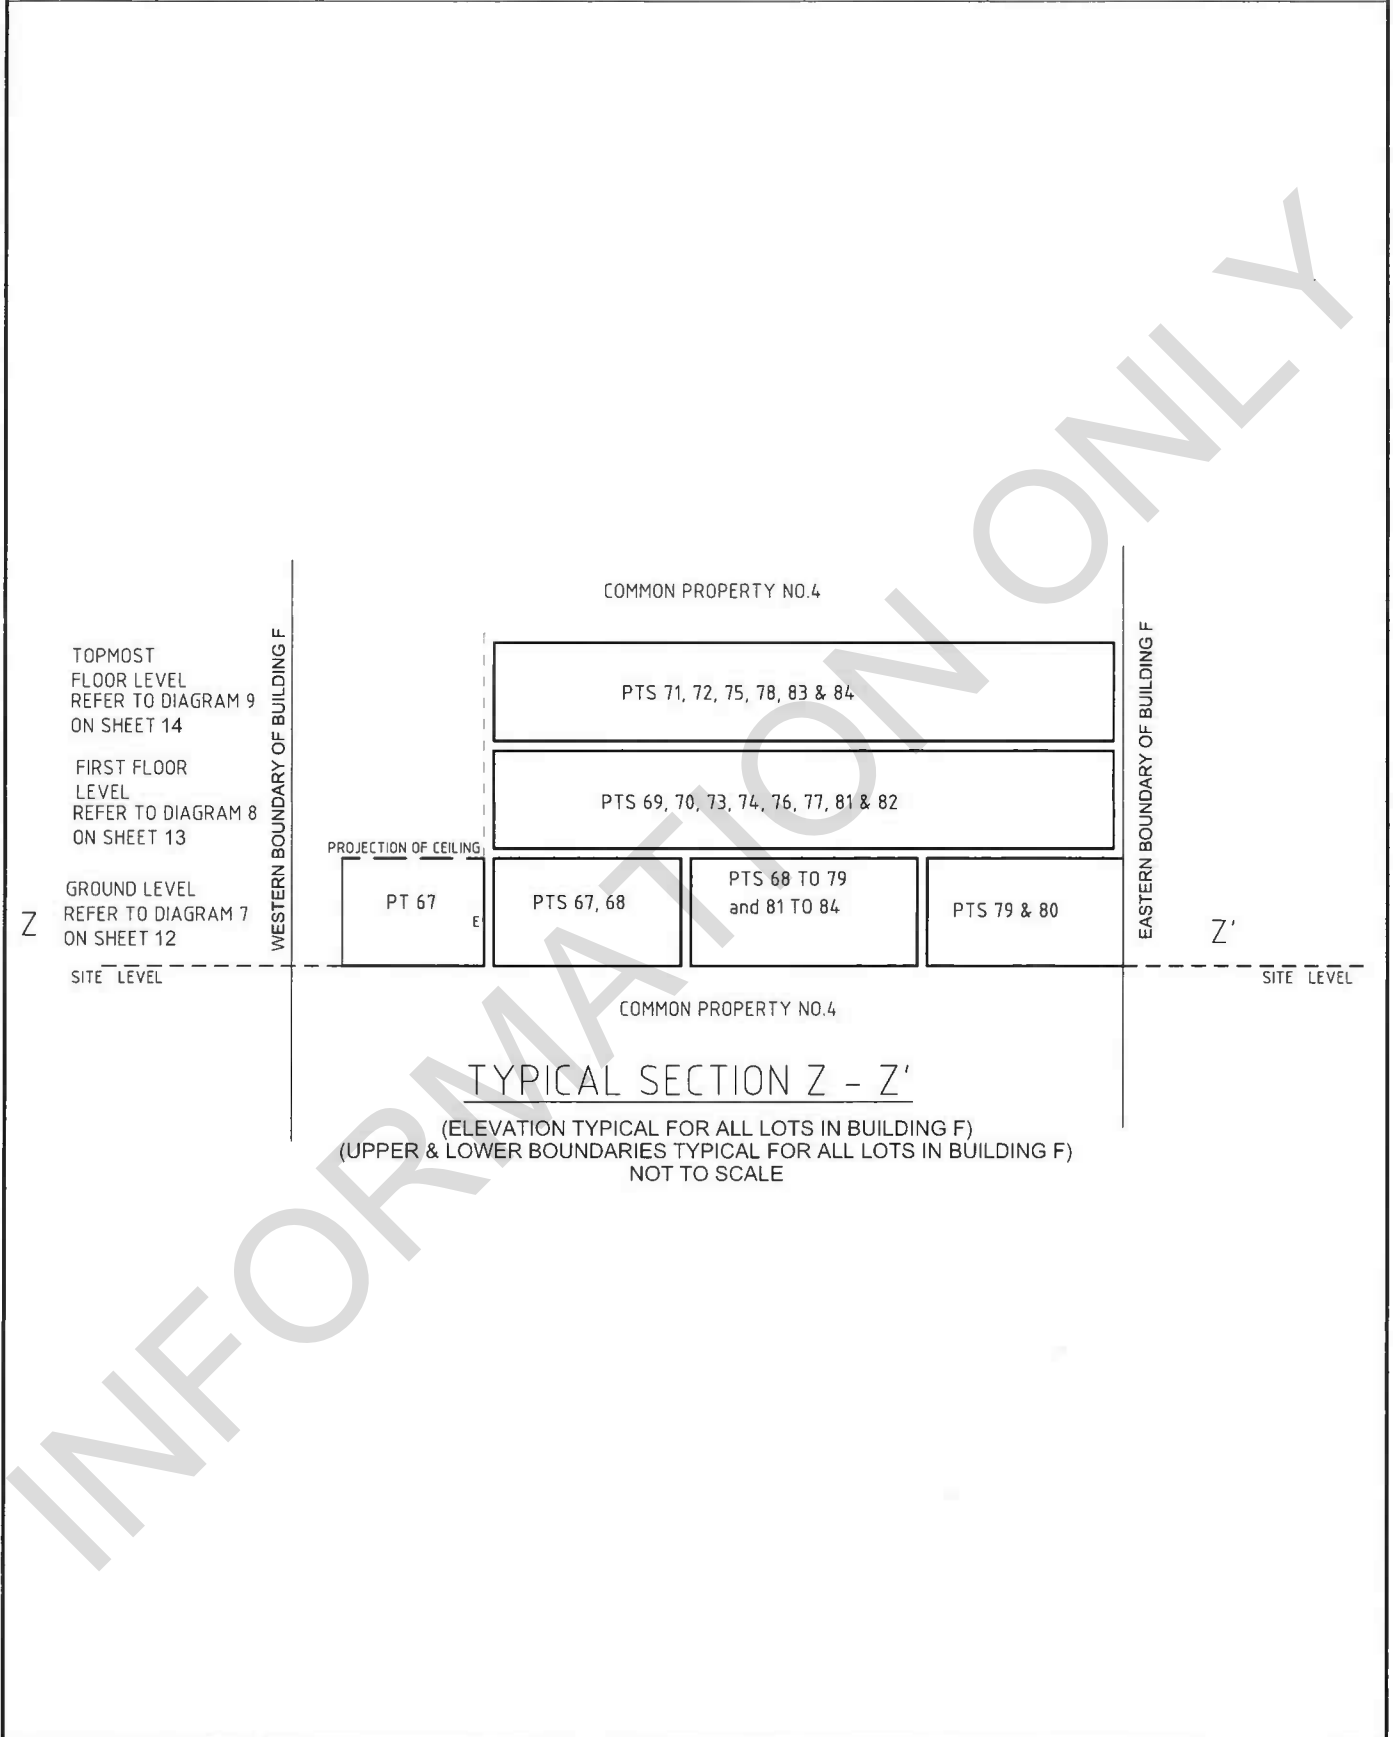 COMMON PROPERTY NO.4
TOPMOST
FLOOR LEVEL
REFER TO DIAGRAM 9
ON SHEET 14
WESTERN BOUNDARY OF BUILDING F
PTS 71, 72, 75, 78, 83 & 84
EASTERN BOUNDARY OF BUILDING F
FIRST FLOOR
LEVEL
REFER TO DIAGRAM 8
ON SHEET 13
PTS 69, 70, 73, 74, 76, 77, 81 & 82
PROJECTION OF CEILING
Z
GROUND LEVEL
REFER TO DIAGRAM 7
ON SHEET 12
PT 67
E
PTS 67, 68
PTS 68 TO 79
and 81 TO 84
PTS 79 & 80
Z'
SITE LEVEL
SITE LEVEL
COMMON PROPERTY NO.4
TYPICAL SECTION Z - Z'
(ELEVATION TYPICAL FOR ALL LOTS IN BUILDING F)
(UPPER & LOWER BOUNDARIES TYPICAL FOR ALL LOTS IN BUILDING F)
NOT TO SCALE
INFORMATION ONLY